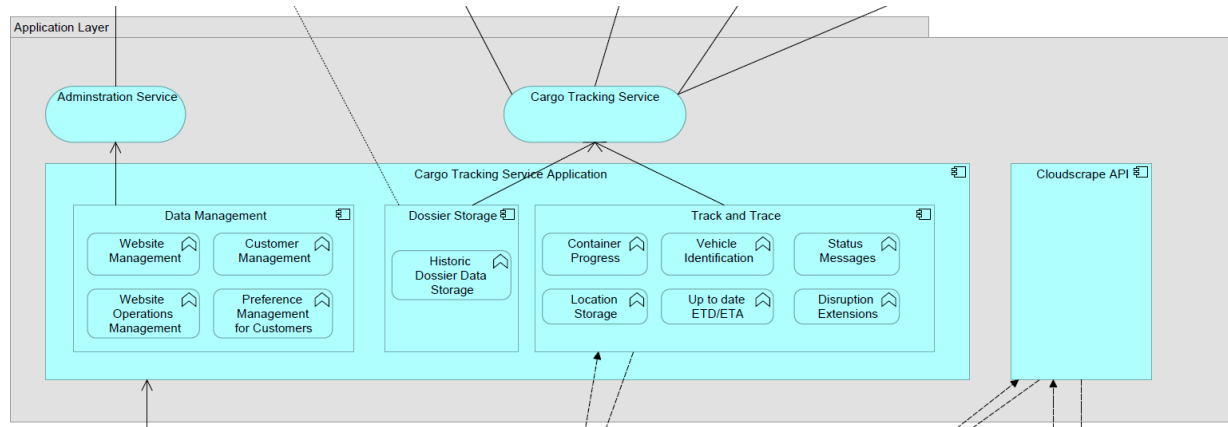 Application Layer
Adminstration Service
Cargo Tracking Service
Cargo Tracking Service Application
Cloudscrape API
Data Management
Website
Management
Customer
Management
Website
Operations
Management
Preference
Management
for Customers
Dossier Storage
Historic
Dossier Data
Storage
Track and Trace
Container
Progress
Vehicle
Identification
Status
Messages
Location
Storage
Up to date
ETD/ETA
Disruption
Extensions